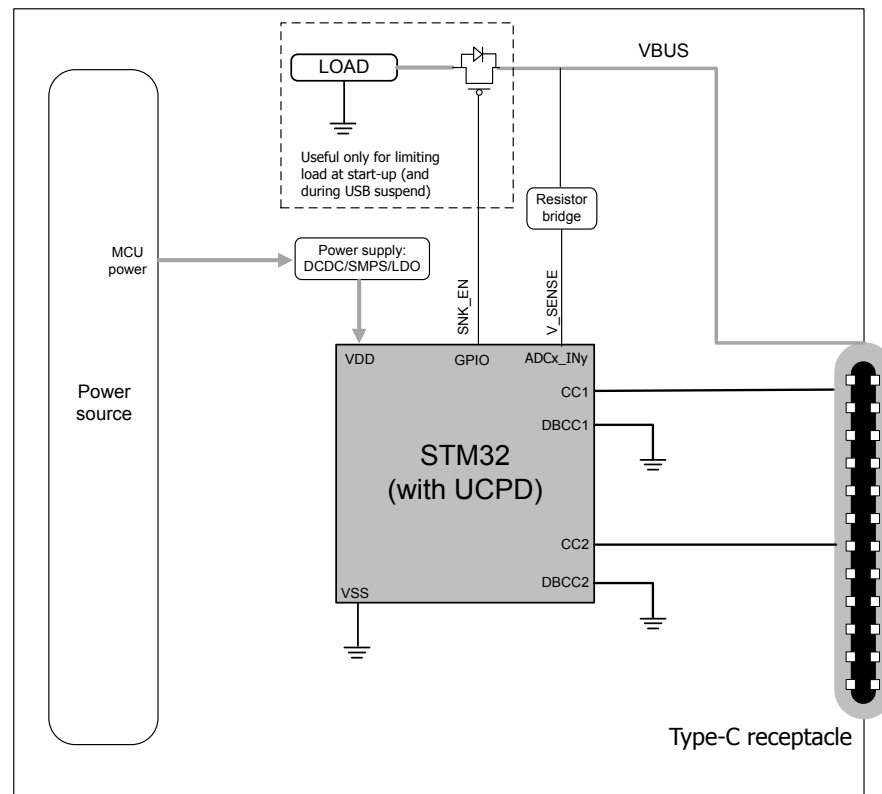 LOAD
VBUS
Useful only for limiting
load at start-up (and
during USB suspend)
Resistor
bridge
MCU
power
Power supply:
DCDC/SMPS/LDO
SNK_EN
V_SENSE
VDD
GPIO
ADCx_INy
CC1
DBCC1
Power
source
STM32
(with UCPD)
CC2
DBCC2
VSS
Type-C receptacle